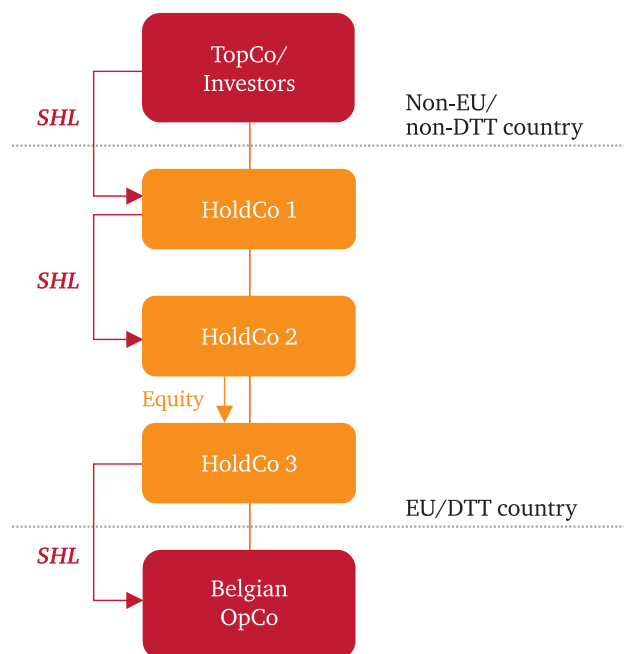 TopCo/
Investors
SHL
Non-EU/
non-DTT country
HoldCo 1
SHL
HoldCo 2
Equity
HoldCo 3
EU/DTT country
SHL
Belgian
OpCo